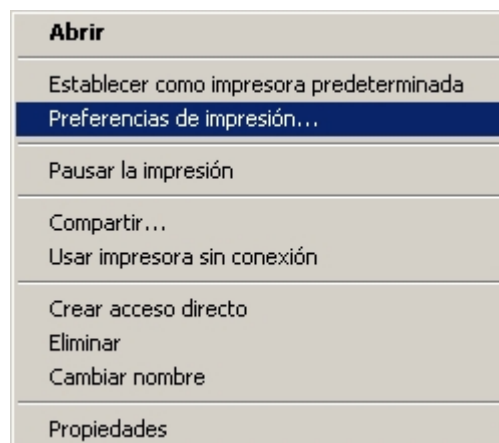 Abrir
Establecer como impresora predeterminada
Preferencias de impresión...
Pausar la impresión
Compartir...
Usar impresora sin conexión
Crear acceso directo
Eliminar
Cambiar nombre
Propiedades